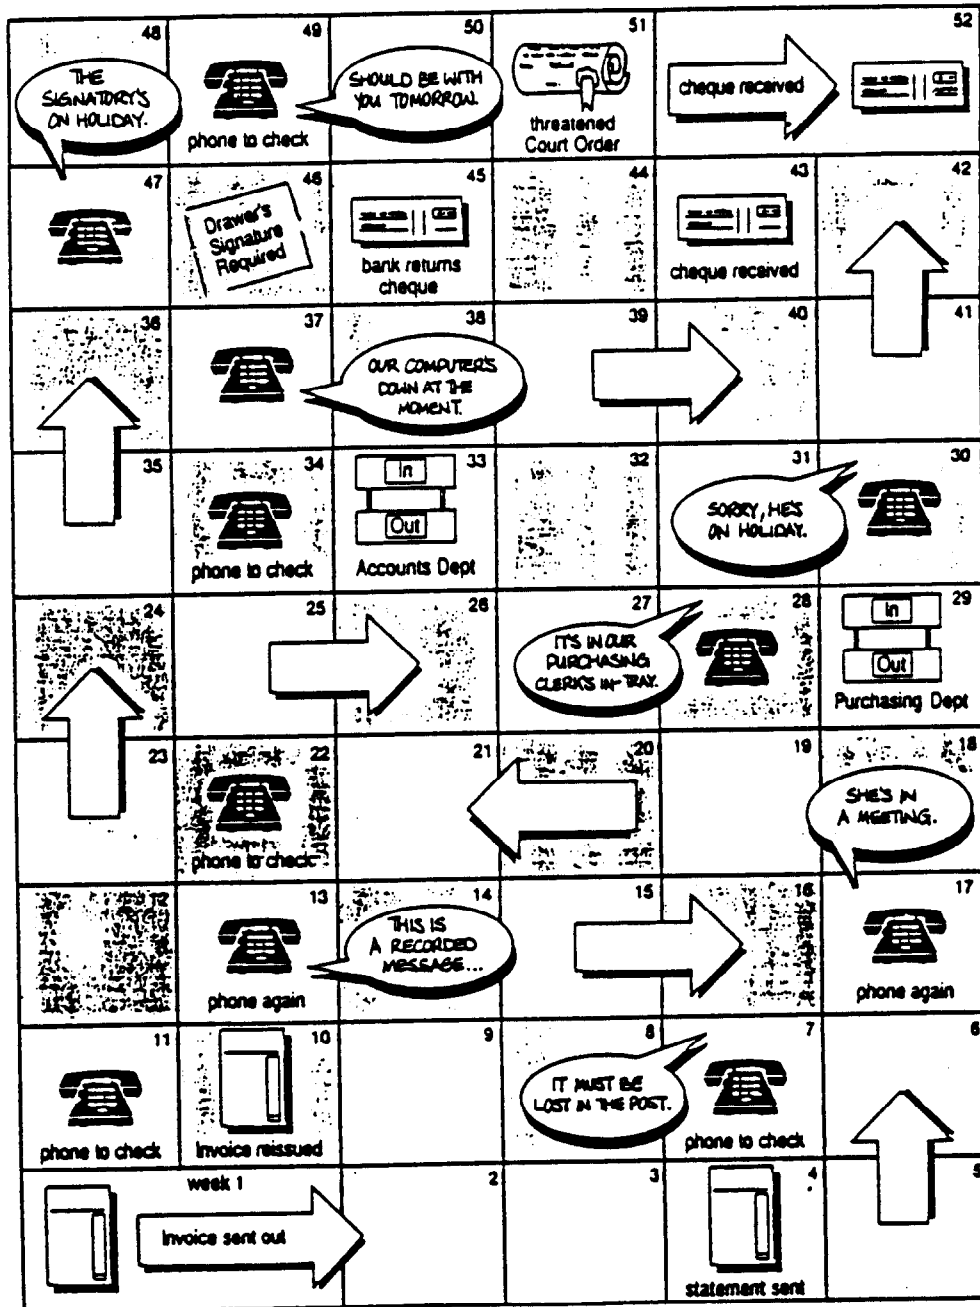 48
49
50
51
52
THE
SIGNATORY'S
ON HOLIDAY.
phone to check
SHOULD BE WITH
YOU TOMORROW.
threatened
Court Order
cheque received
47
46
45
44
43
42
Drawer's
Signature
Required
bank returns
cheque
cheque received
36
37
38
39
40
41
OUR COMPUTER'S
DOWN AT THE
MOMENT.
35
34
33
32
31
30
phone to check
In
Out
Accounts Dept
SORRY, HE'S
ON HOLIDAY.
24
25
26
27
28
29
IT'S IN OUR
PURCHASING
CLERK'S IN-TRAY.
In
Out
Purchasing Dept
23
22
21
20
19
18
phone to check
SHE'S IN
A MEETING.
12
13
14
15
16
17
phone again
THIS IS
A RECORDED
MESSAGE...
phone again
11
10
9
8
7
6
phone to check
Invoice reissued
IT MUST BE
LOST IN THE POST.
phone to check
week 1
2
3
4
5
Invoice sent out
statement sent